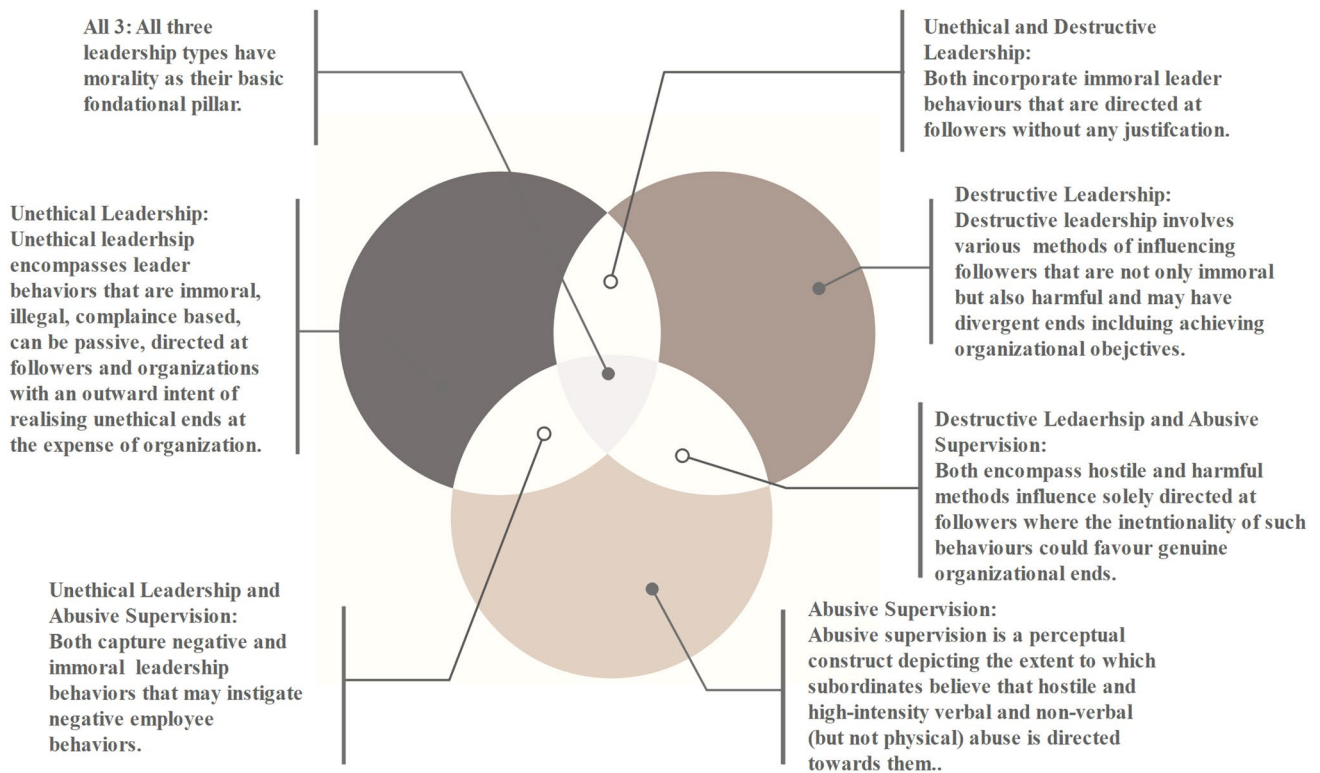 All 3: All three
leadership types have
morality as their basic
fondational pillar.
Unethical and Destructive
Leadership:
Both incorporate immoral leader
behaviours that are directed at
followers without any justifcation.
Unethical Leadership:
Unethical leaderhsip
encompasses leader
behaviors that are immoral,
illegal, complaince based,
can be passive, directed at
followers and organizations
with an outward intent of
realising unethical ends at
the expense of organization.
Destructive Leadership:
Destructive leadership involves
various methods of influencing
followers that are not only immoral
but also harmful and may have
divergent ends inclduing achieving
organizational obejctives.
Destructive Ledaerhsip and Abusive
Supervision:
Both encompass hostile and harmful
methods influence solely directed at
followers where the inetntionality of such
behaviours could favour genuine
organizational ends.
Unethical Leadership and
Abusive Supervision:
Both capture negative and
immoral leadership
behaviors that may instigate
negative employee
behaviors.
Abusive Supervision:
Abusive supervision is a perceptual
construct depicting the extent to which
subordinates believe that hostile and
high-intensity verbal and non-verbal
(but not physical) abuse is directed
towards them..